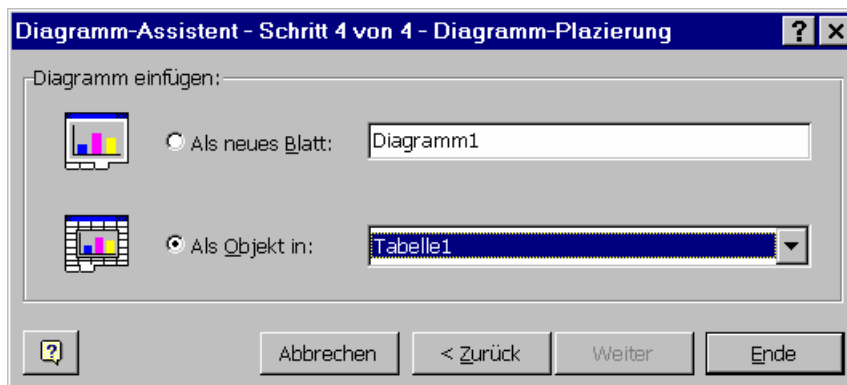 Diagramm-Assistent - Schritt 4 von 4 - Diagramm-Plazierung
Diagramm einfügen:
Als neues Blatt: Diagramm1
Als Objekt in: Tabelle1
Abbrechen < Zurück Weiter Ende